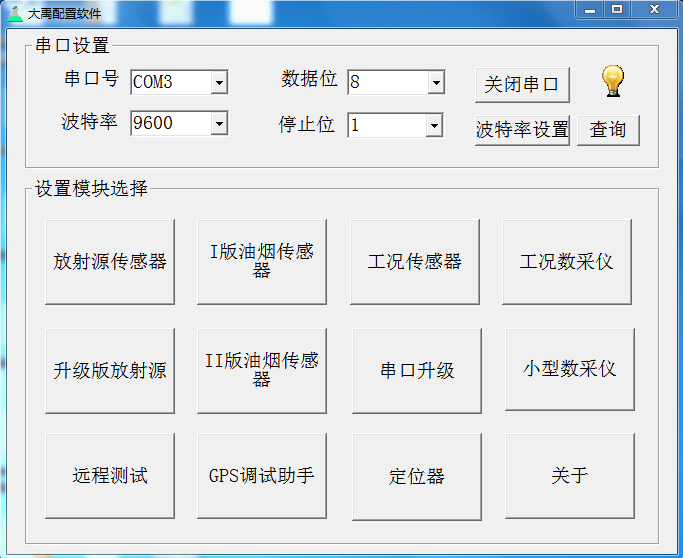 大禹配置软件
串口设置
串口号 COM3 数据位 8 关闭串口
波特率 9600 停止位 1 波特率设置 查询
设置模块选择
放射源传感器 I版油烟传感器 工况传感器 工况数采仪
升级版放射源 II版油烟传感器 串口升级 小型数采仪
远程测试 GPS调试助手 定位器 关于